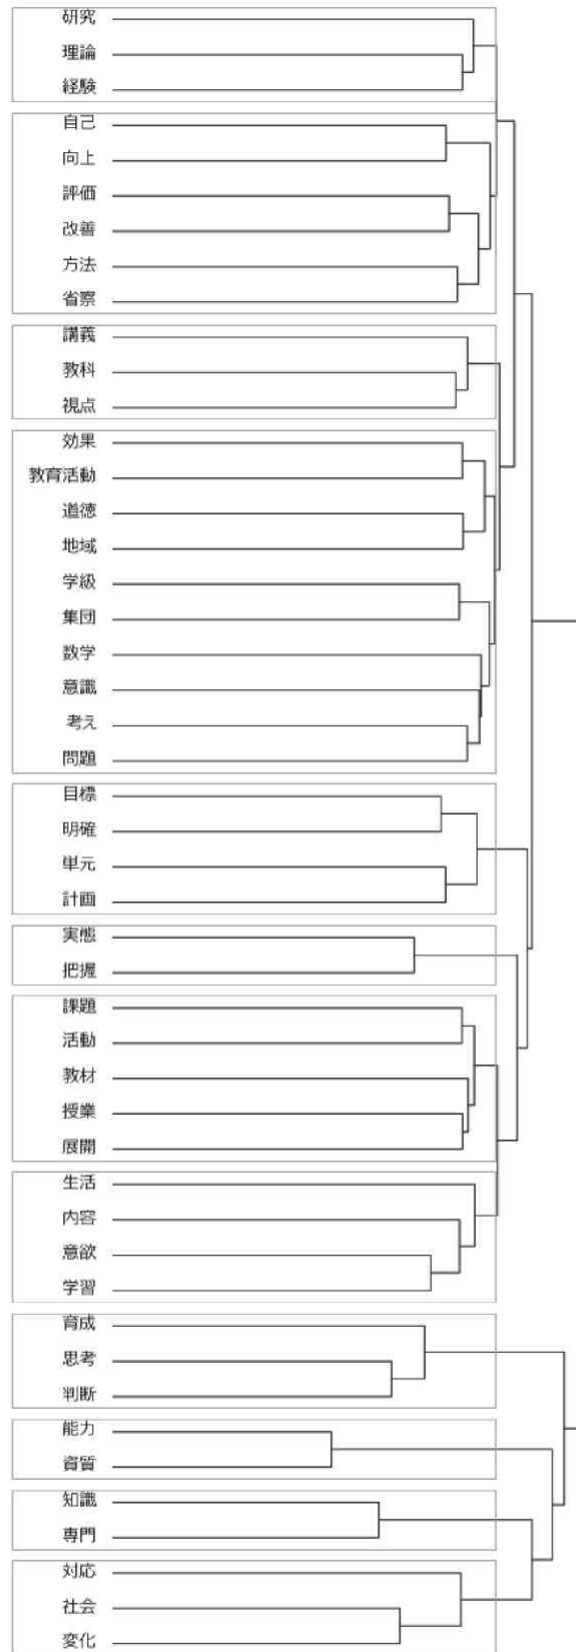 研究
理論
経験
自己
向上
評価
改善
方法
省察
講義
教科
視点
効果
教育活動
道徳
地域
学級
集団
数学
意識
考え
問題
目標
明確
単元
計画
実態
把握
課題
活動
教材
授業
展開
生活
内容
意欲
学習
育成
思考
判断
能力
資質
知識
専門
対応
社会
変化